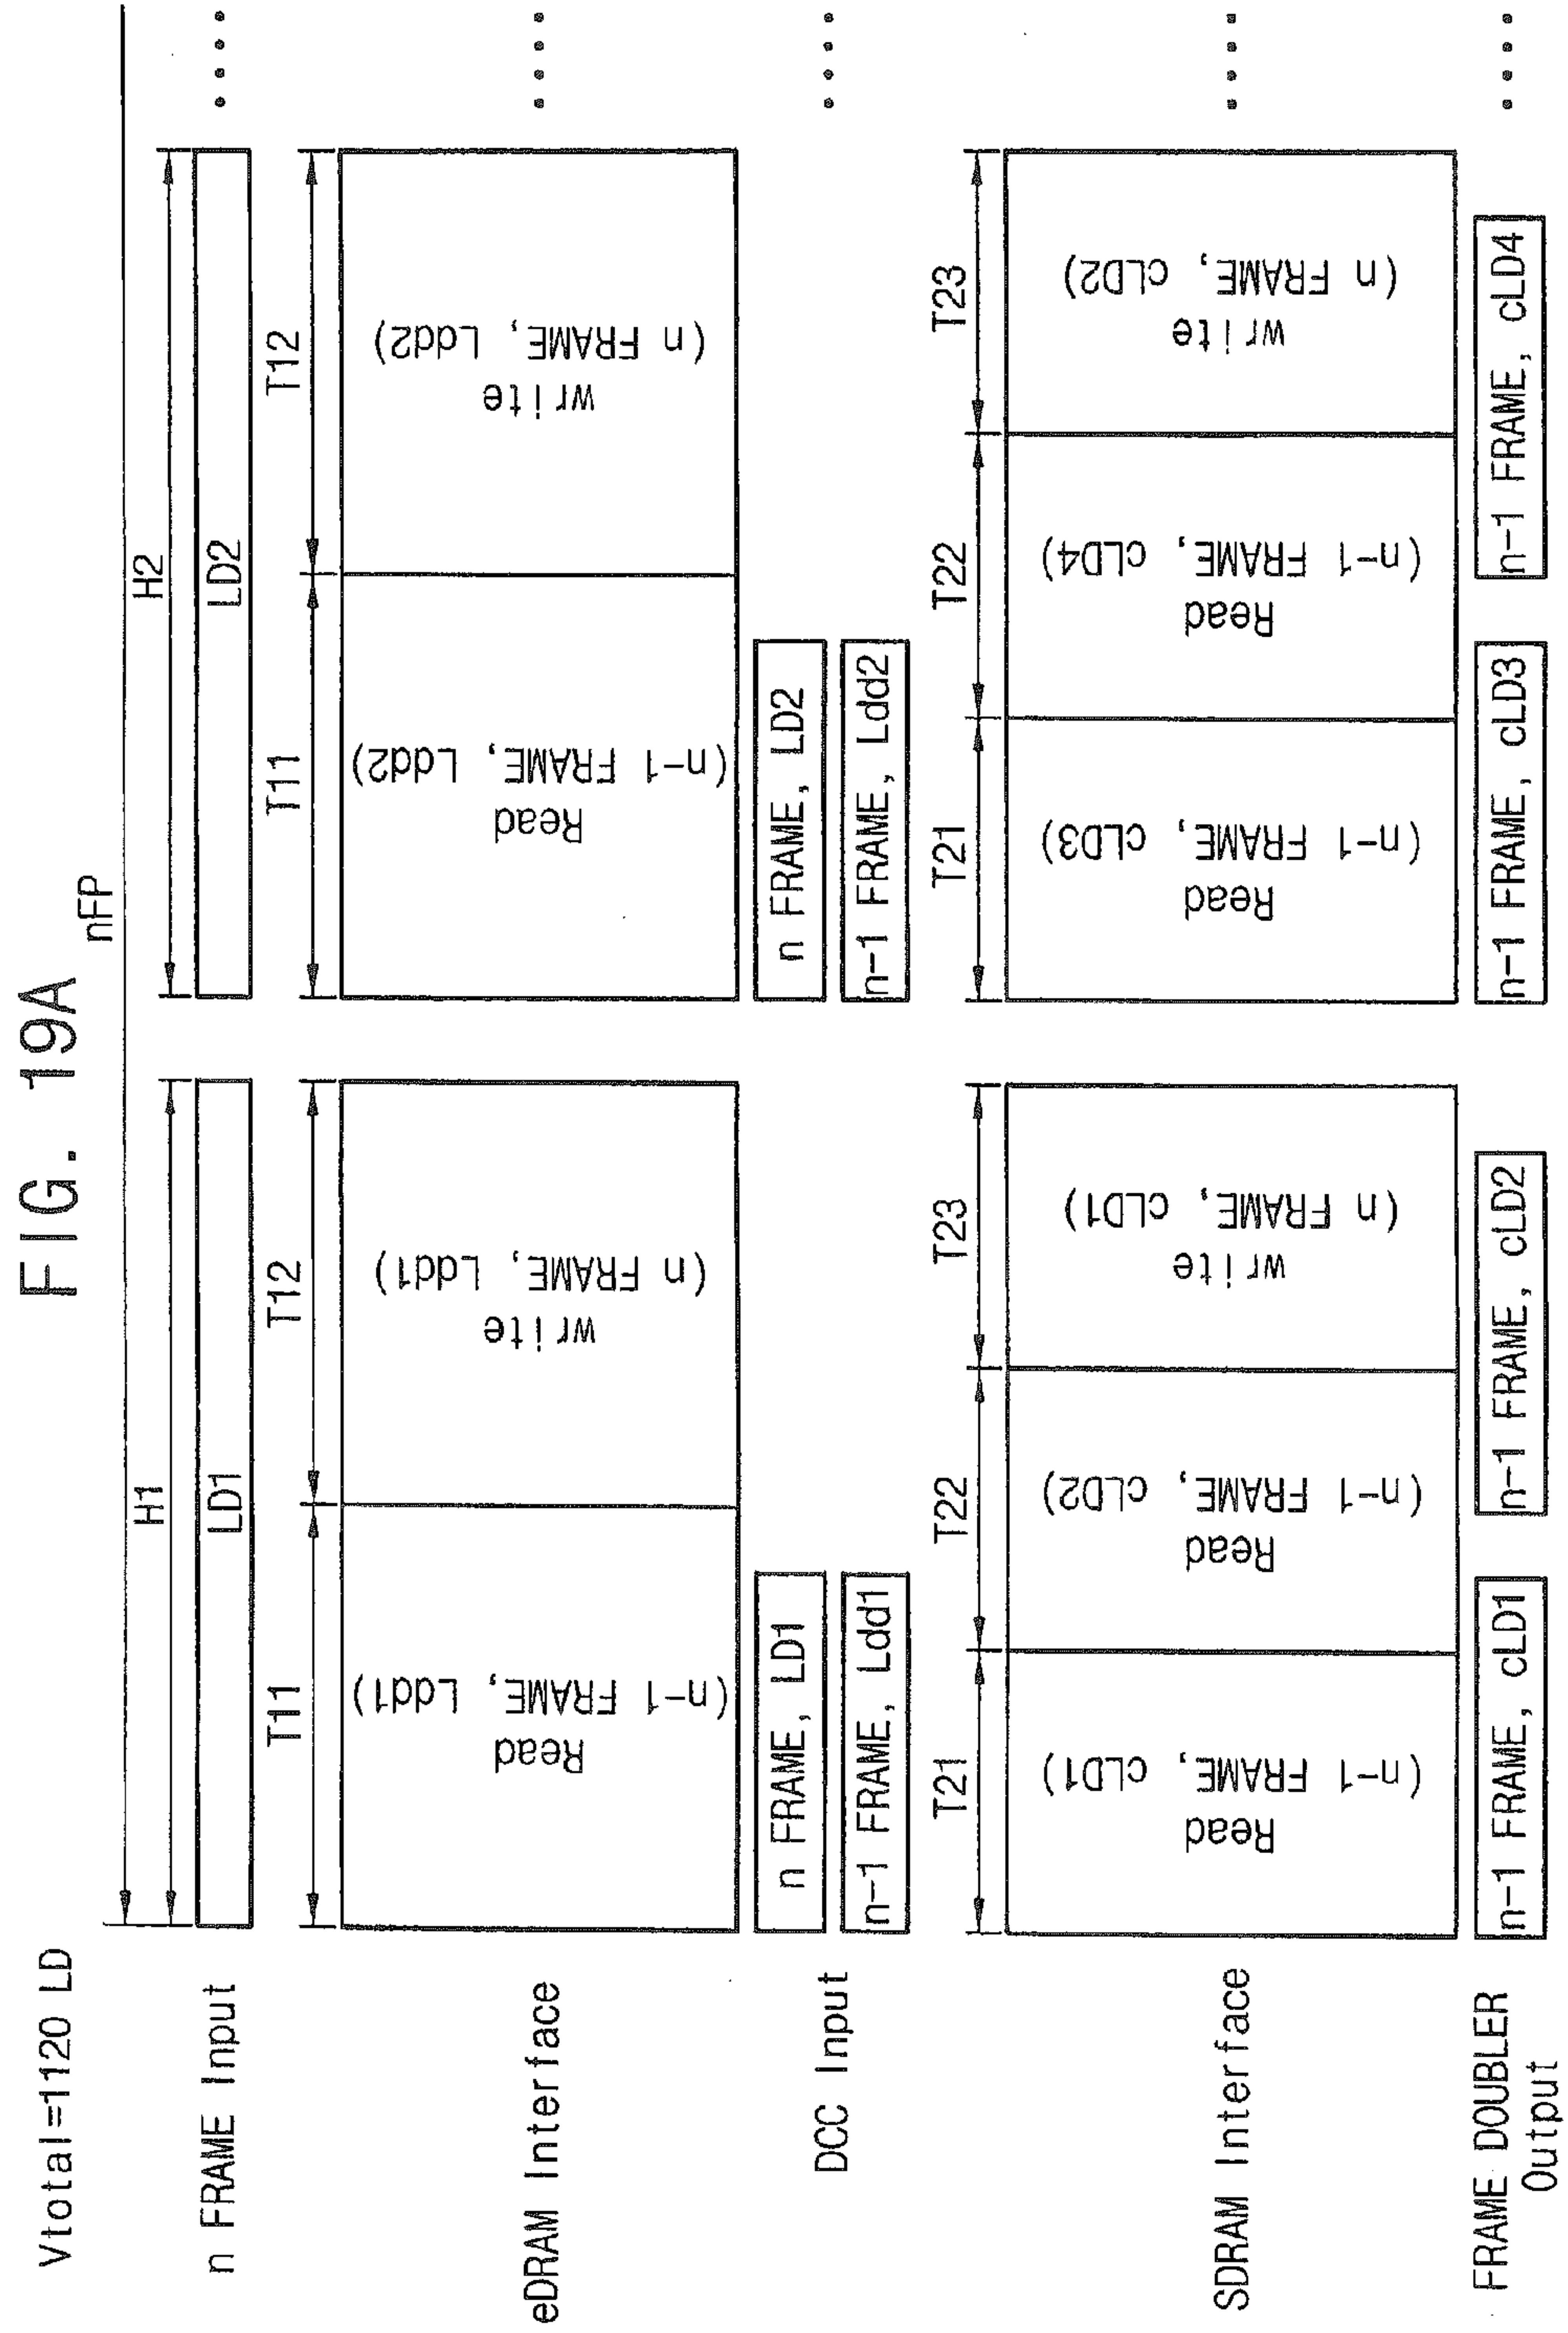 FIG. 19A
Vtotal=1120 LD
nFP
H1
H2
n FRAME Input
LD1
LD2
T11
T12
T11
T12
eDRAM Interface
Read
(n-1 FRAME, Ldd1)
write
(n FRAME, Ldd1)
Read
(n-1 FRAME, Ldd2)
write
(n FRAME, Ldd2)
DCC Input
n FRAME, LD1
n-1 FRAME, Ldd1
n FRAME, LD2
n-1 FRAME, Ldd2
T21
T22
T23
T21
T22
T23
SDRAM Interface
Read
(n-1 FRAME, cLD1)
Read
(n-1 FRAME, cLD2)
write
(n FRAME, cLD1)
Read
(n-1 FRAME, cLD3)
Read
(n-1 FRAME, cLD4)
write
(n FRAME, cLD2)
FRAME DOUBLER
Output
n-1 FRAME, cLD1
n-1 FRAME, cLD2
n-1 FRAME, cLD3
n-1 FRAME, cLD4